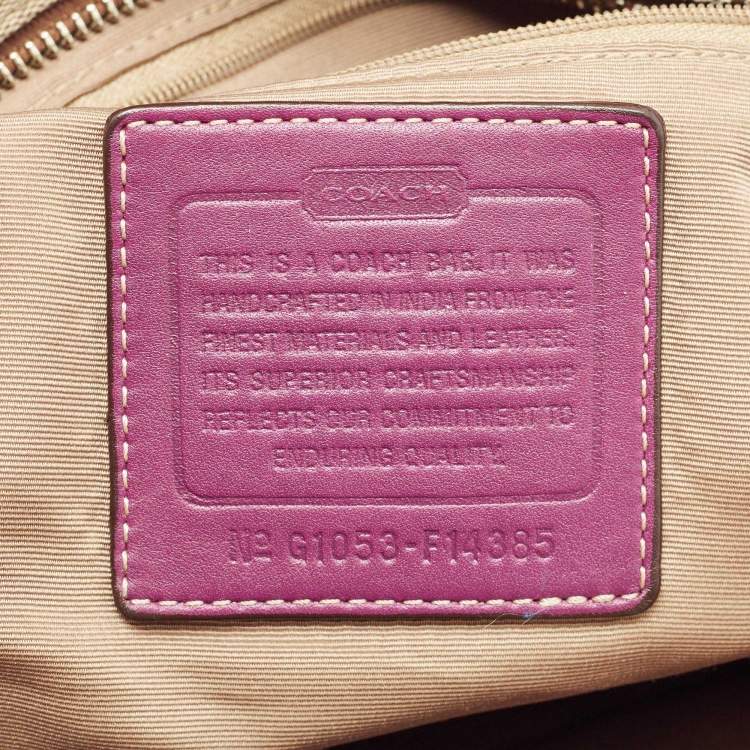 COACH
THIS IS A COACH BAG. IT WAS
HANDCRAFTED IN INDIA FROM THE
FINEST MATERIALS AND LEATHER.
ITS SUPERIOR CRAFTSMANSHIP
REFLECTS OUR COMMITMENT TO
ENDURING QUALITY.
Nº G1053-F14385